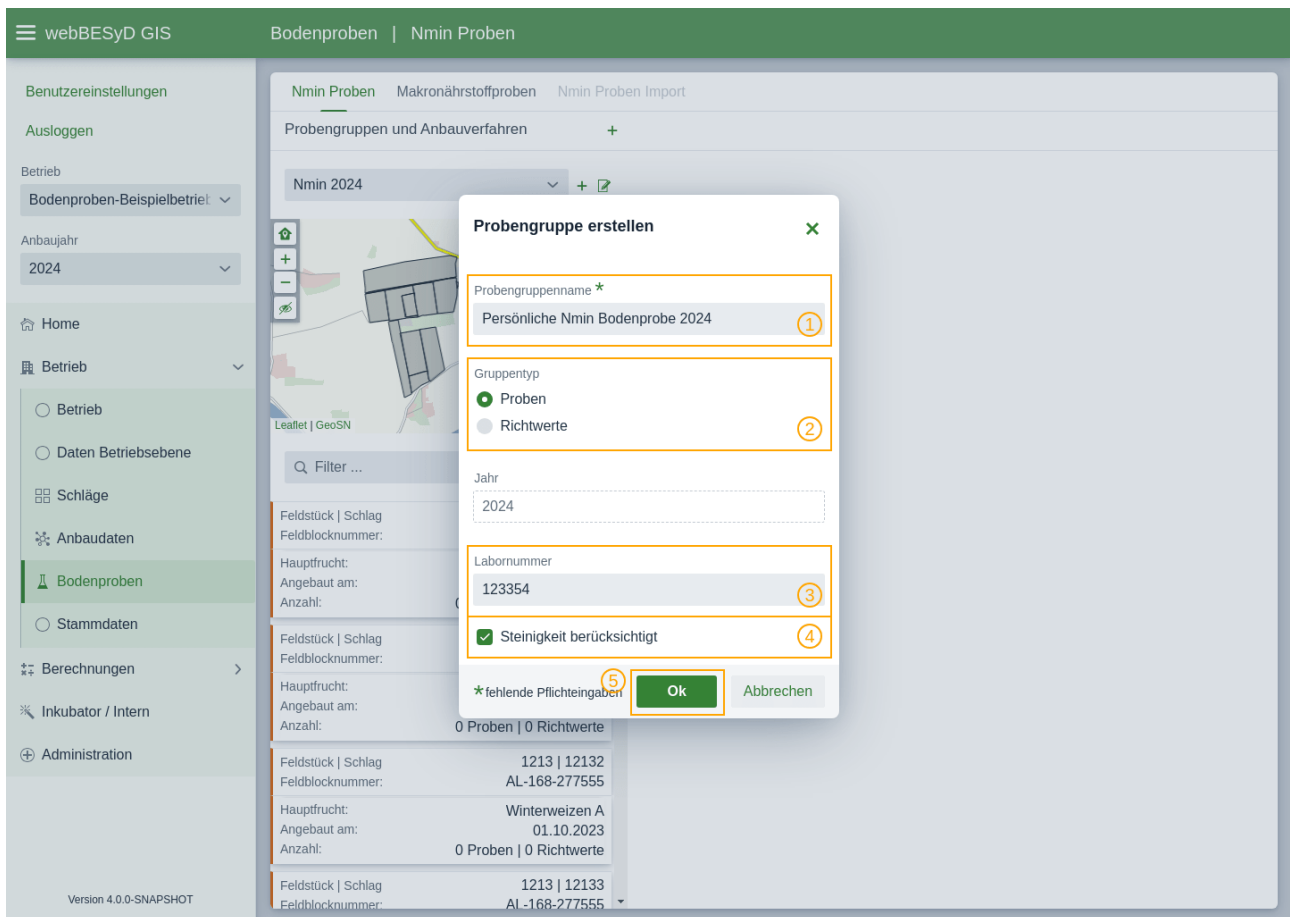 webBESyD GIS
Bodenproben | Nmin Proben
Benutzereinstellungen
Ausloggen
Betrieb
Bodenproben-Beispielbetrieb
Anbaujahr
2024
Home
Betrieb
Betrieb
Daten Betriebsebene
Schläge
Anbaudaten
Bodenproben
Stammdaten
Berechnungen
Inkubator / Intern
Administration
Version 4.0.0-SNAPSHOT
Nmin Proben Makronährstoffproben Nmin Proben Import
Probengruppen und Anbauverfahren +
Nmin 2024 +
+
−
Leaflet | GeoSN
Filter ...
Feldstück | Schlag
Feldblocknummer:
Hauptfrucht:
Angebaut am:
Anzahl:
Feldstück | Schlag
Feldblocknummer:
Hauptfrucht:
Angebaut am:
Anzahl: 0 Proben | 0 Richtwerte
Feldstück | Schlag 1213 | 12132
Feldblocknummer: AL-168-277555
Hauptfrucht: Winterweizen A
Angebaut am: 01.10.2023
Anzahl: 0 Proben | 0 Richtwerte
Feldstück | Schlag 1213 | 12133
Feldblocknummer: AL-168-277555
Probengruppe erstellen
Probengruppenname *
Persönliche Nmin Bodenprobe 2024 1
Gruppentyp
Proben
Richtwerte 2
Jahr
2024
Labornummer
123354 3
Steinigkeit berücksichtigt 4
* fehlende Pflichteingaben 5 Ok Abbrechen